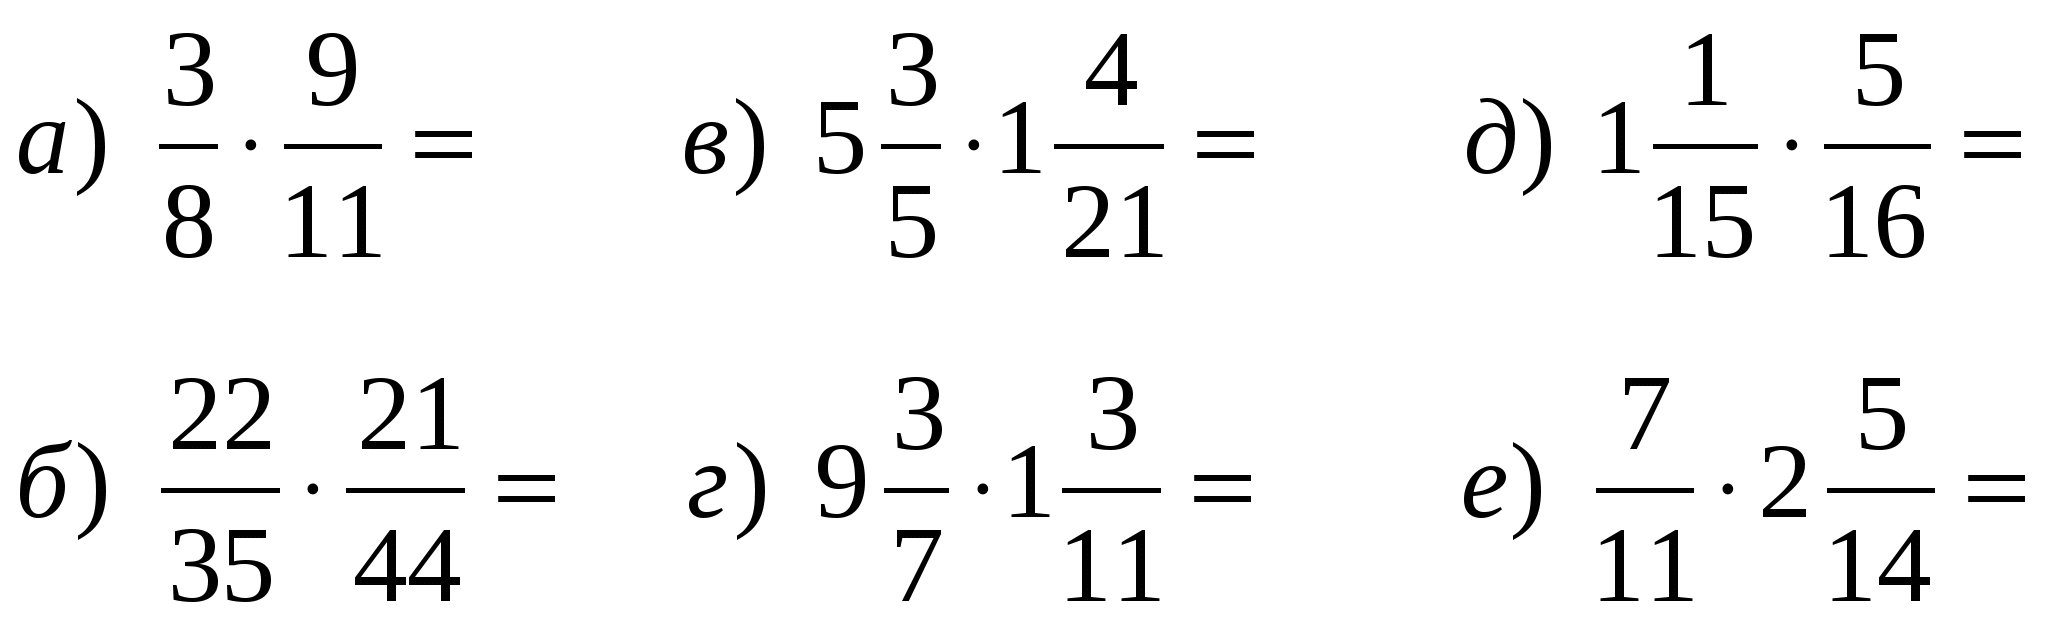 а) 3/8 · 9/11 = в) 5 3/5 · 1 4/21 = д) 1 1/15 · 5/16 =
б) 22/35 · 21/44 = г) 9 3/7 · 1 3/11 = е) 7/11 · 2 5/14 =